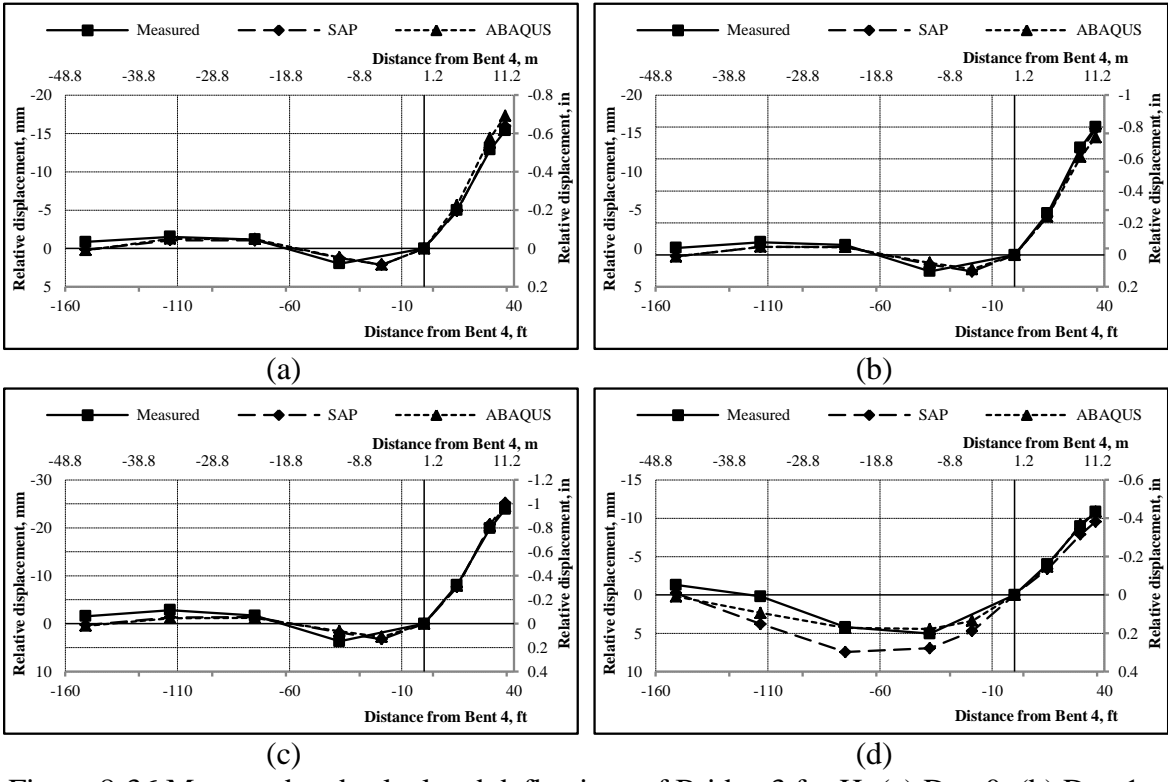 Measured SAP ABAQUS
Distance from Bent 4, m
-48.8 -38.8 -28.8 -18.8 -8.8 1.2 11.2
Relative displacement, mm
-20
-15
-10
-5
0
5
-0.8
-0.6
-0.4
-0.2
0
0.2
Relative displacement, in
-160 -110 -60 -10 40
Distance from Bent 4, ft
(a)
Measured SAP ABAQUS
Distance from Bent 4, m
-48.8 -38.8 -28.8 -18.8 -8.8 1.2 11.2
Relative displacement, mm
-20
-15
-10
-5
0
5
-1
-0.8
-0.6
-0.4
-0.2
0
0.2
Relative displacement, in
-160 -110 -60 -10 40
Distance from Bent 4, ft
(b)
Measured SAP ABAQUS
Distance from Bent 4, m
-48.8 -38.8 -28.8 -18.8 -8.8 1.2 11.2
Relative displacement, mm
-30
-20
-10
0
10
-1.2
-1
-0.8
-0.6
-0.4
-0.2
0
0.2
0.4
Relative displacement, in
-160 -110 -60 -10 40
Distance from Bent 4, ft
(c)
Measured SAP ABAQUS
Distance from Bent 4, m
-48.8 -38.8 -28.8 -18.8 -8.8 1.2 11.2
Relative displacement, mm
-15
-10
-5
0
5
10
-0.6
-0.4
-0.2
0
0.2
0.4
Relative displacement, in
-160 -110 -60 -10 40
Distance from Bent 4, ft
(d)